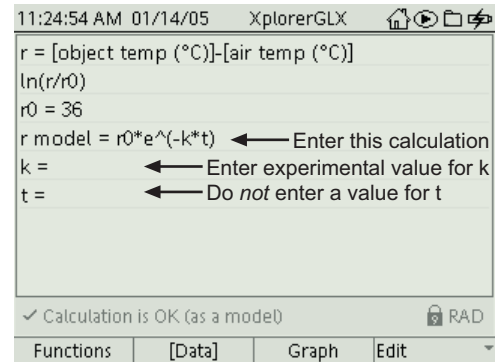 11:24:54 AM 01/14/05 XplorerGLX
r = [object temp (°C)]-[air temp (°C)]
ln(r/r0)
r0 = 36
r model = r0*e^(-k*t) Enter this calculation
k = Enter experimental value for k
t = Do not enter a value for t
✓ Calculation is OK (as a model) RAD
Functions [Data] Graph Edit